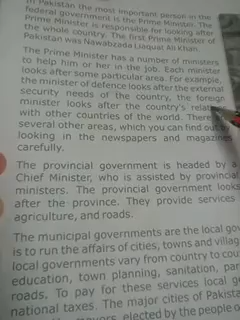 In Pakistan the most important person in the
federal government is the Prime Minister. The
Prime Minister is responsible for looking after
the whole country. The first Prime Minister of
Pakistan was Nawabzada Liaquat Ali Khan.
The Prime Minister has a number of ministers
to help him or her in the job. Each minister
looks after some particular area. For example,
the minister of defence looks after the external
security needs of the country, the foreign
minister looks after the country's
with other countries of the world. There
several other areas, which you can find out by
looking in the newspapers and magazines
carefully.
The provincial government is headed by a
Chief Minister, who is assisted by provincial
ministers. The provincial government looks
after the province. They provide services
agriculture, and roads.
The municipal governments are the local gov
is to run the affairs of cities, towns and villag
local governments vary from country to cou
education, town planning, sanitation, par
roads. To pay for these services local g
national taxes. The major cities of Pakista
elected by the people o